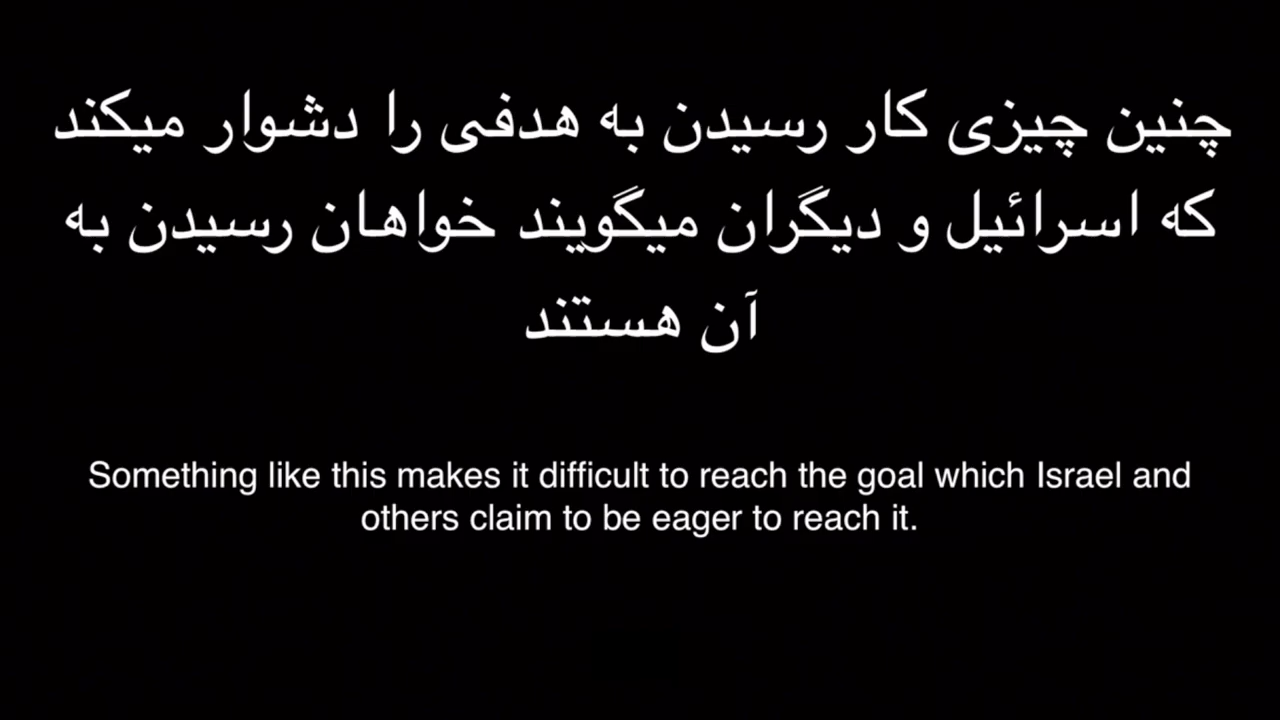 چنین چیزی کار رسیدن به هدفی را دشوار میکند
که اسرائیل و دیگران میگویند خواهان رسیدن به
آن هستند
Something like this makes it difficult to reach the goal which Israel and
others claim to be eager to reach it.